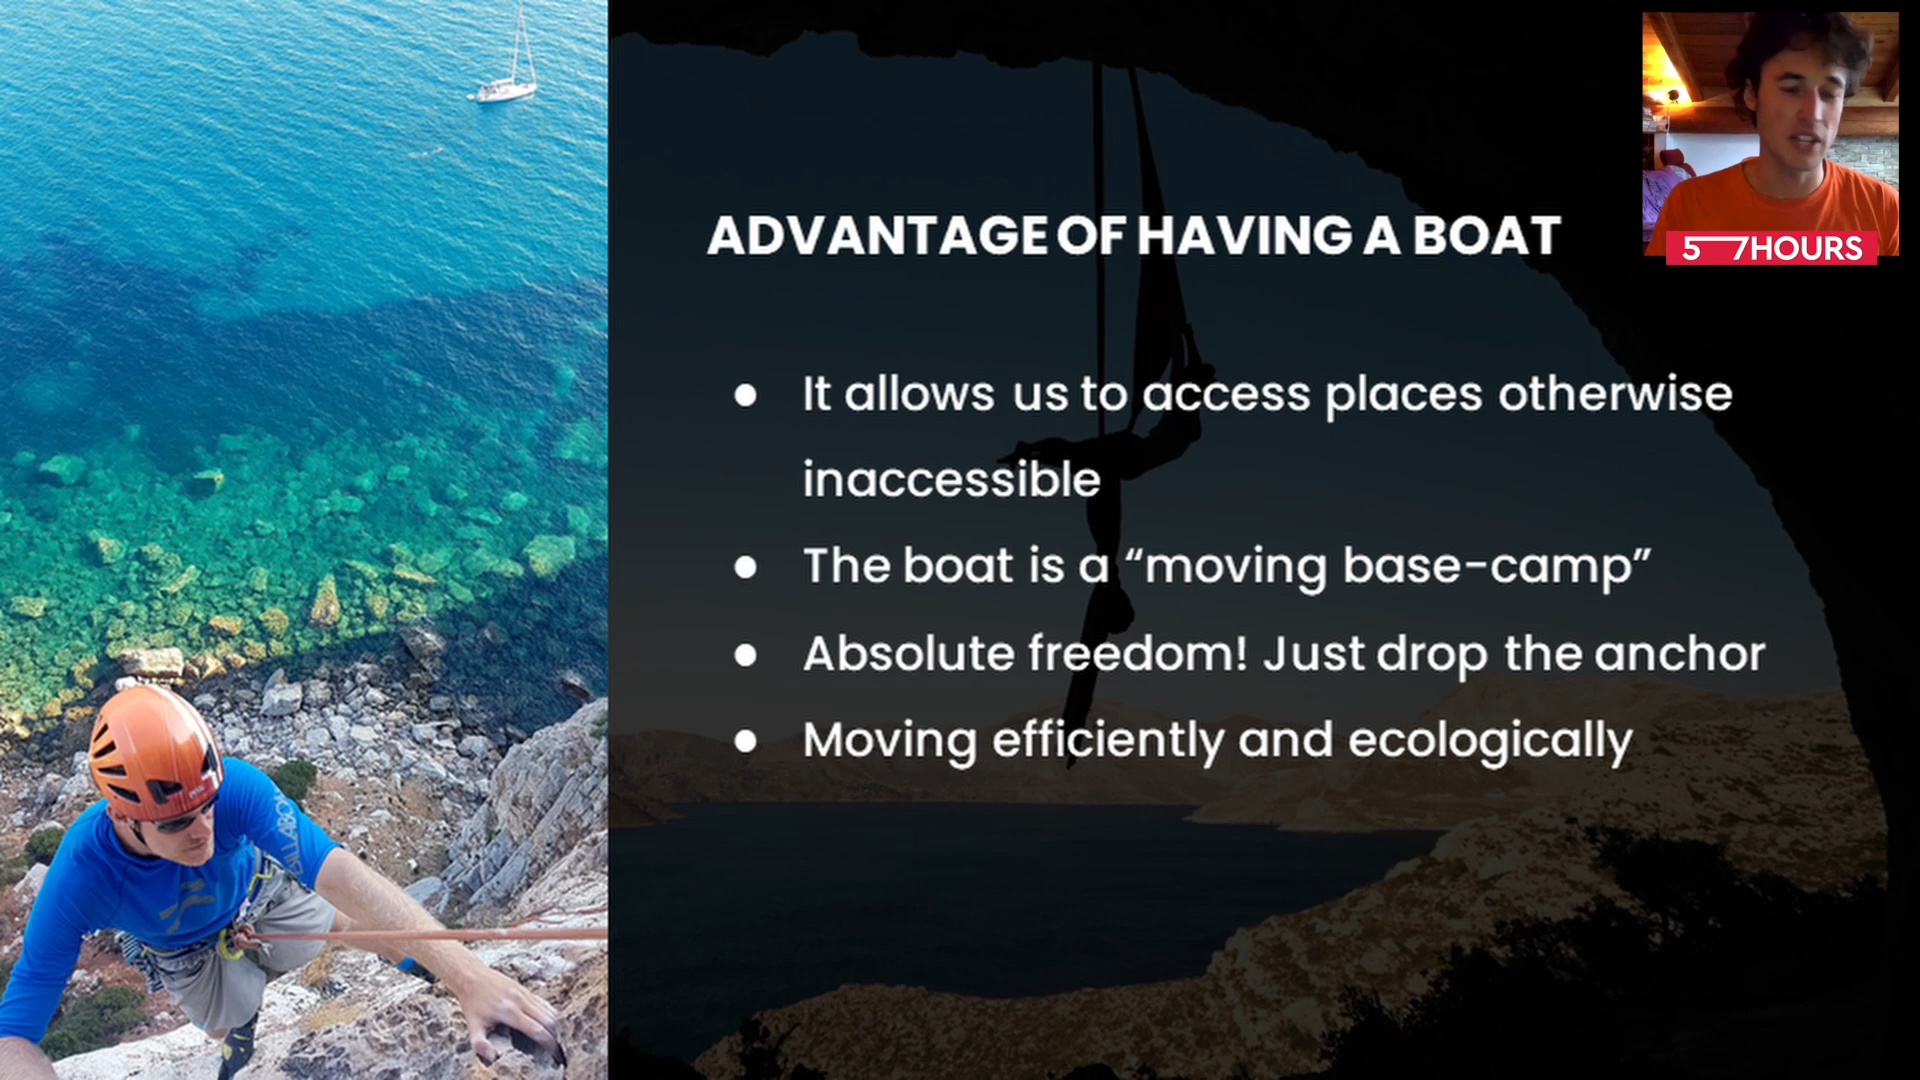 ADVANTAGE OF HAVING A BOAT
5 7HOURS
● It allows us to access places otherwise
inaccessible
● The boat is a “moving base-camp”
● Absolute freedom! Just drop the anchor
● Moving efficiently and ecologically
BILLABONG